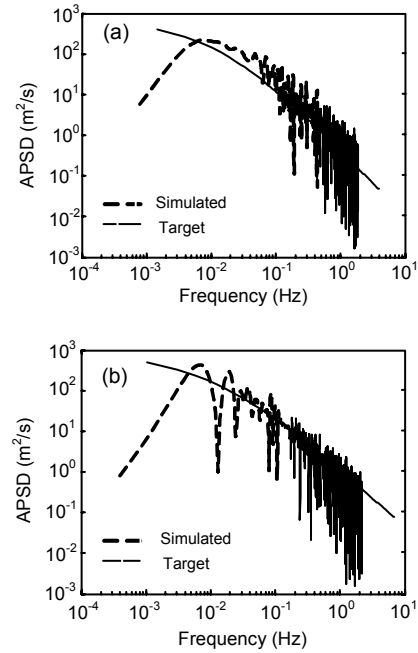 (a)
10³
10²
10¹
10⁰
10⁻¹
10⁻²
10⁻³
APSD (m²/s)
Simulated
Target
10⁻⁴ 10⁻³ 10⁻² 10⁻¹ 10⁰ 10¹
Frequency (Hz)
(b)
10³
10²
10¹
10⁰
10⁻¹
10⁻²
10⁻³
APSD (m²/s)
Simulated
Target
10⁻⁴ 10⁻³ 10⁻² 10⁻¹ 10⁰ 10¹
Frequency (Hz)